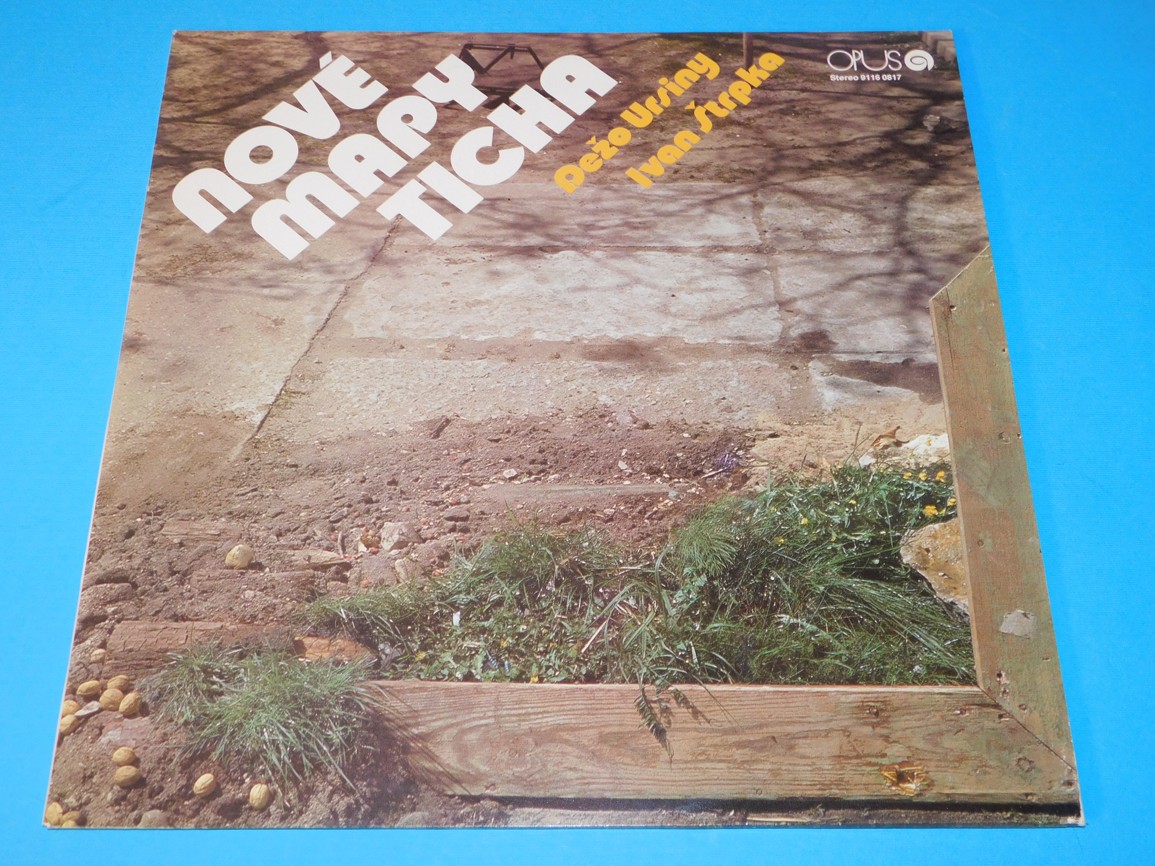 NOVÉ
MAPY
TICHA
Dežo Ursiny
Ivan Štrpka
OPUS
Stereo 9116 0817